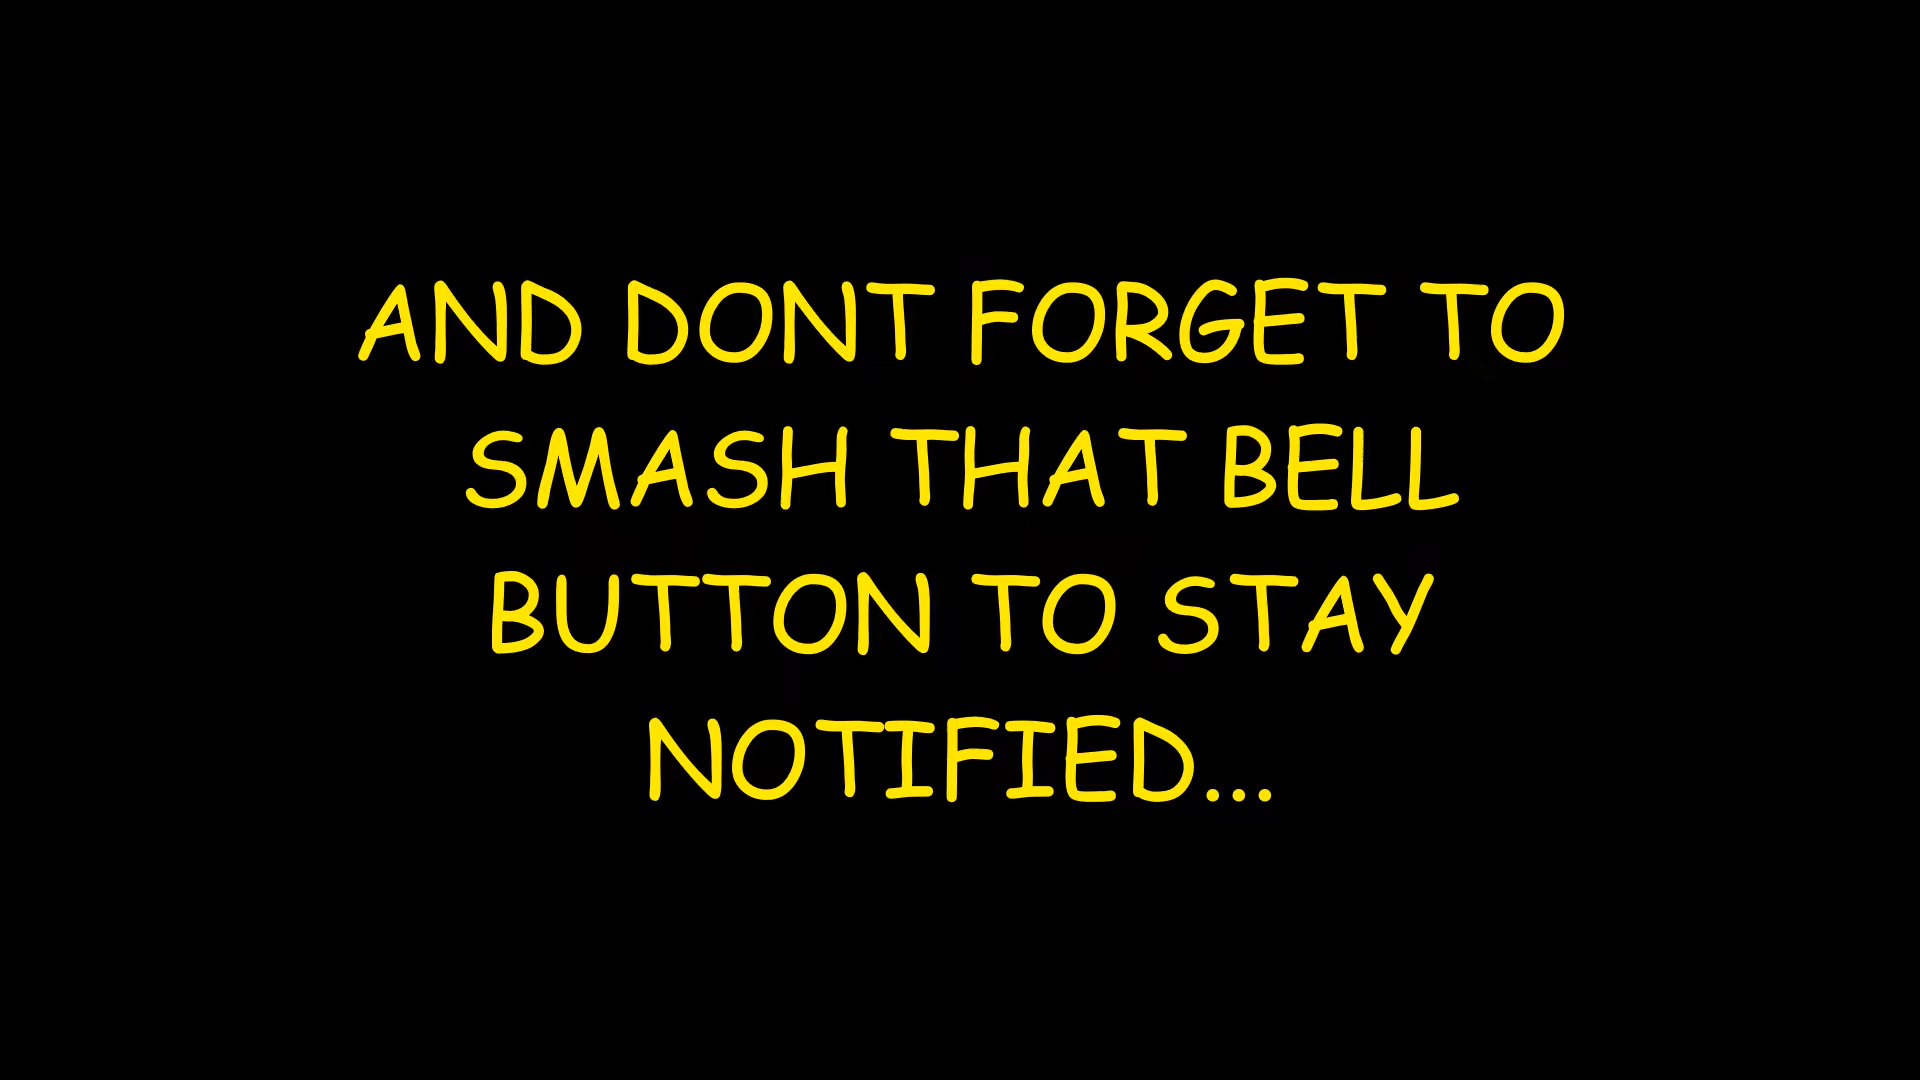 AND DONT FORGET TO
SMASH THAT BELL
BUTTON TO STAY
NOTIFIED...